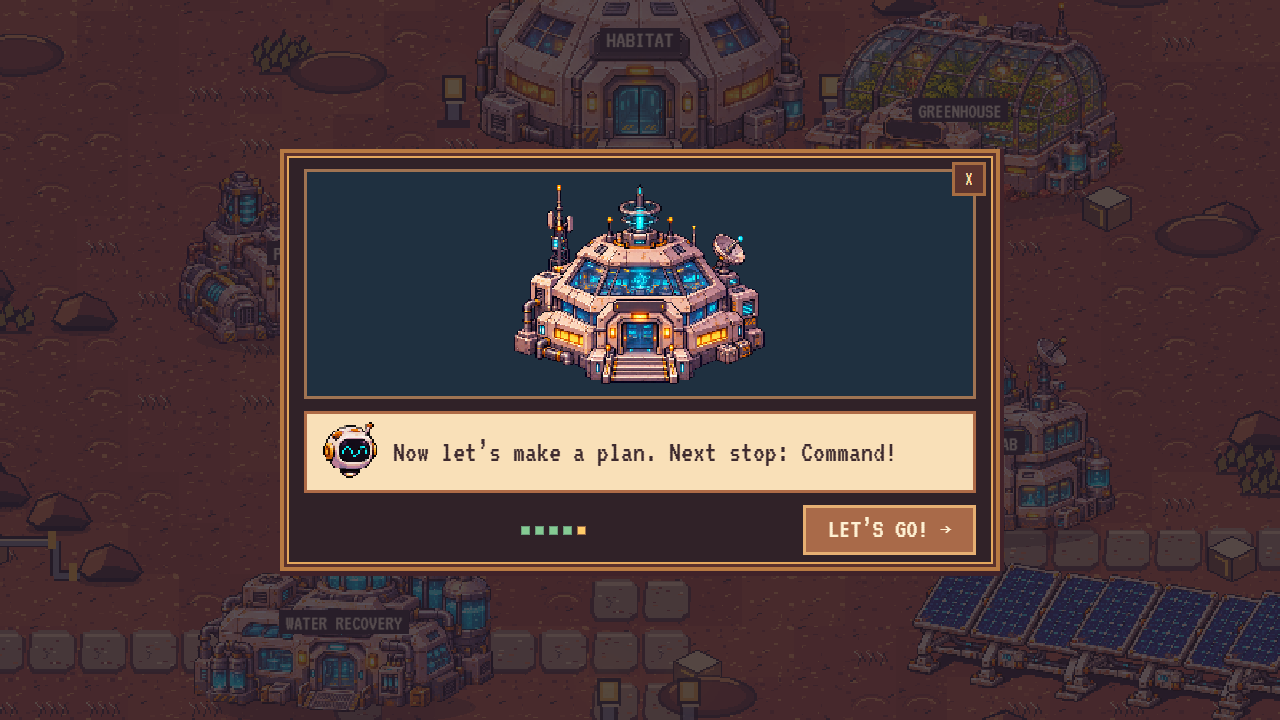 HABITAT
GREENHOUSE
X
Now let's make a plan. Next stop: Command!
LET'S GO! →
WATER RECOVERY